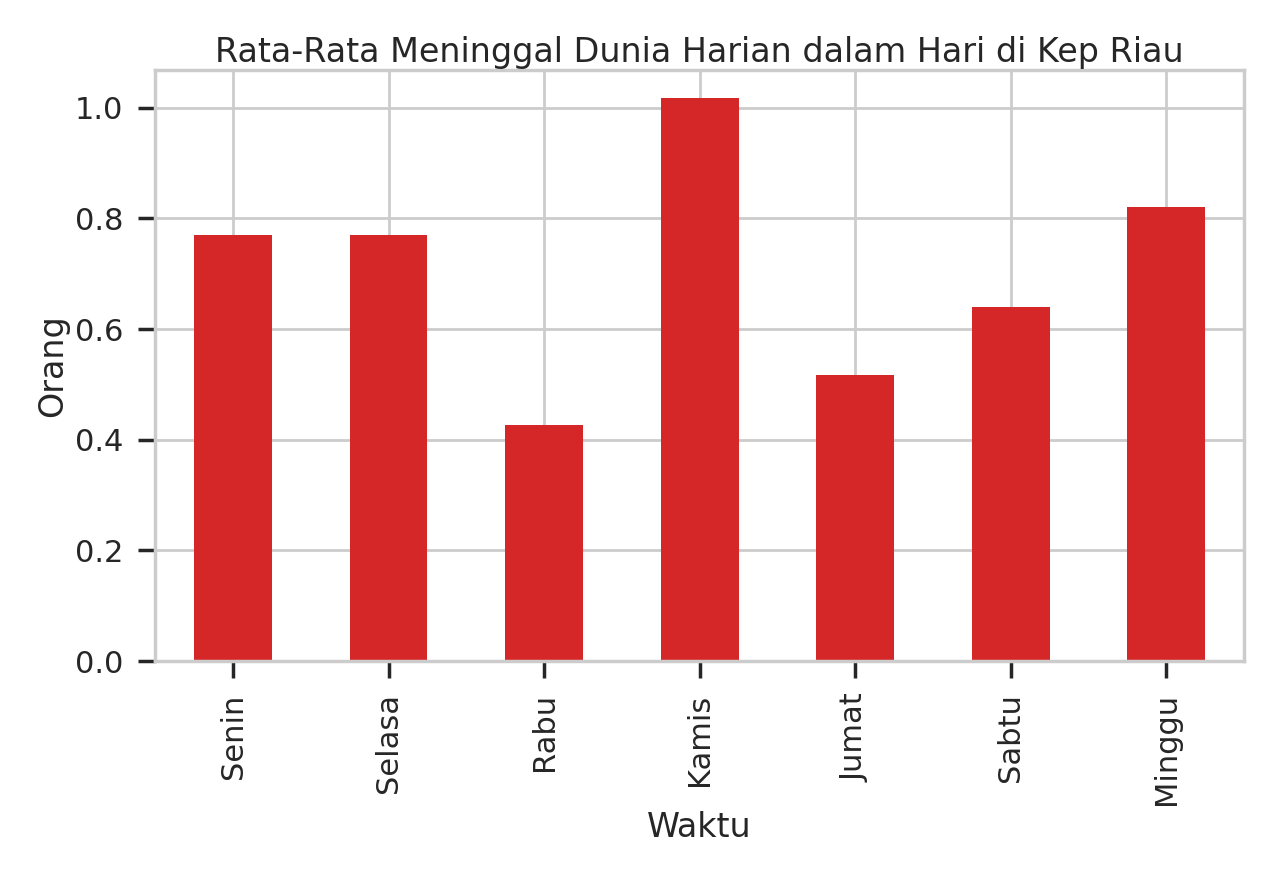 Rata-Rata Meninggal Dunia Harian dalam Hari di Kep Riau
1.0
0.8
0.6
0.4
0.2
0.0
Orang
Senin
Selasa
Rabu
Kamis
Jumat
Sabtu
Minggu
Waktu